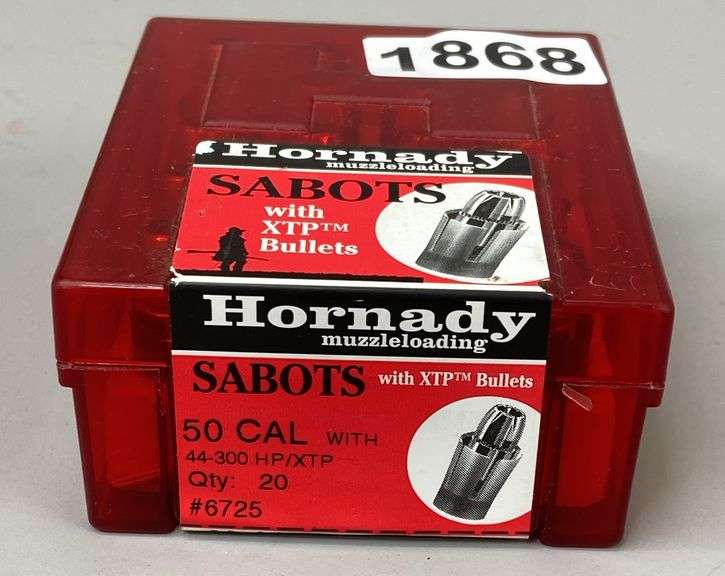 1868
Hornady
muzzleloading
SABOTS
with
XTP™
Bullets
Hornady
muzzleloading
SABOTS with XTP™ Bullets
50 CAL WITH
44-300 HP/XTP
Qty: 20
#6725